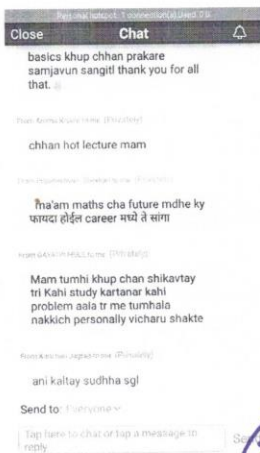 Close Chat
basics khup chhan prakare
samjavun sangitl thank you for all
that.
chhan hot lecture mam
ma'am maths cha future mdhe ky
फायदा होईल career मध्ये ते सांगा
(Privately)
Mam tumhi khup chan shikavtay
tri Kahi study kartanar kahi
problem aala tr me tumhala
nakkich personally vicharu shakte
(Privately)
ani kaltay sudhha sgl
Send to: Everyone
Tap here to chat or tap a message to
reply